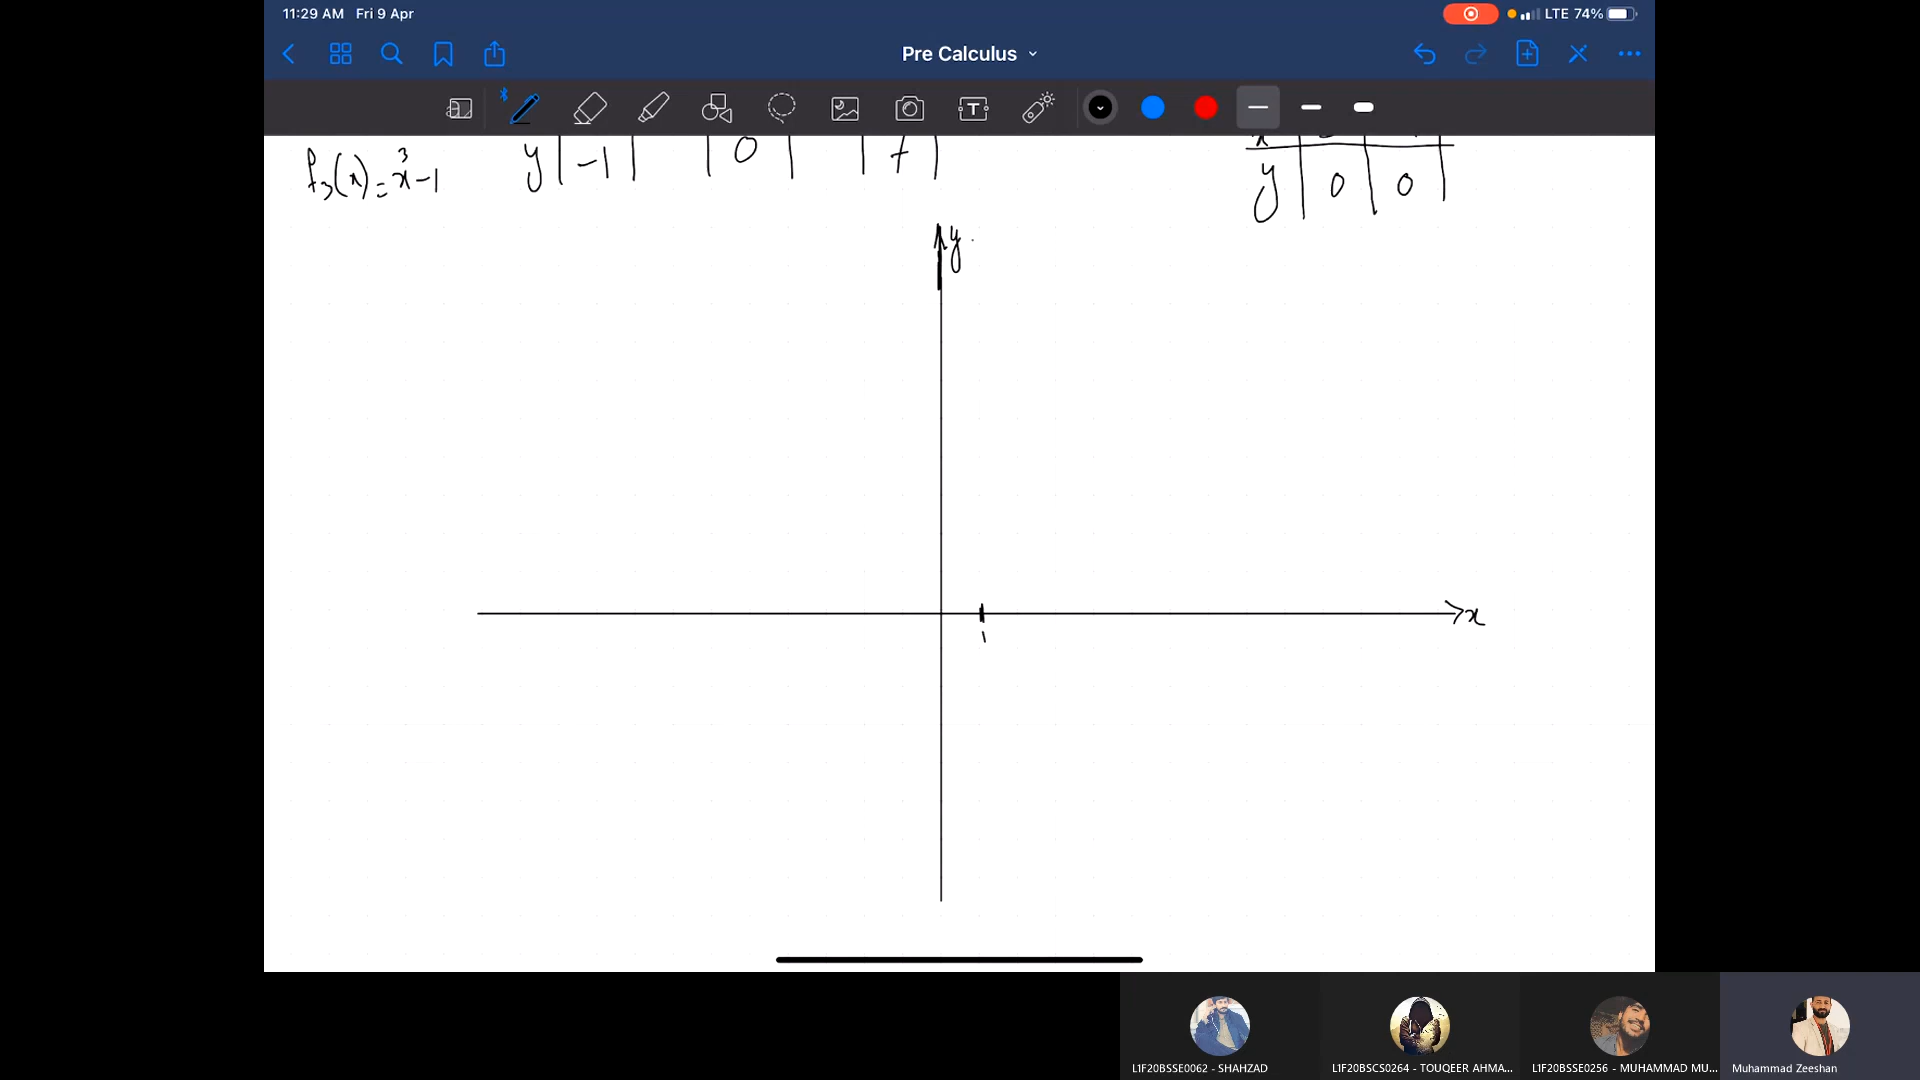 11:29 AM Fri 9 Apr
LTE 74%
Pre Calculus
T
x
f₃(x)=x³-1
y | -1 | | 0 | | 7 |
y | 0 | 0 |
y
1
x
L1F20BSSE0062 - SHAHZAD
L1F20BSCS0264 - TOUQEER AHMA...
L1F20BSSE0256 - MUHAMMAD MU...
Muhammad Zeeshan